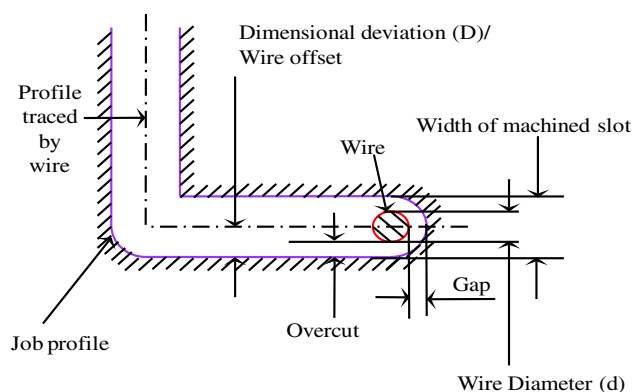 Dimensional deviation (D)/
Wire offset
Profile
traced
by
wire
Width of machined slot
Wire
Gap
Overcut
Job profile
Wire Diameter (d)